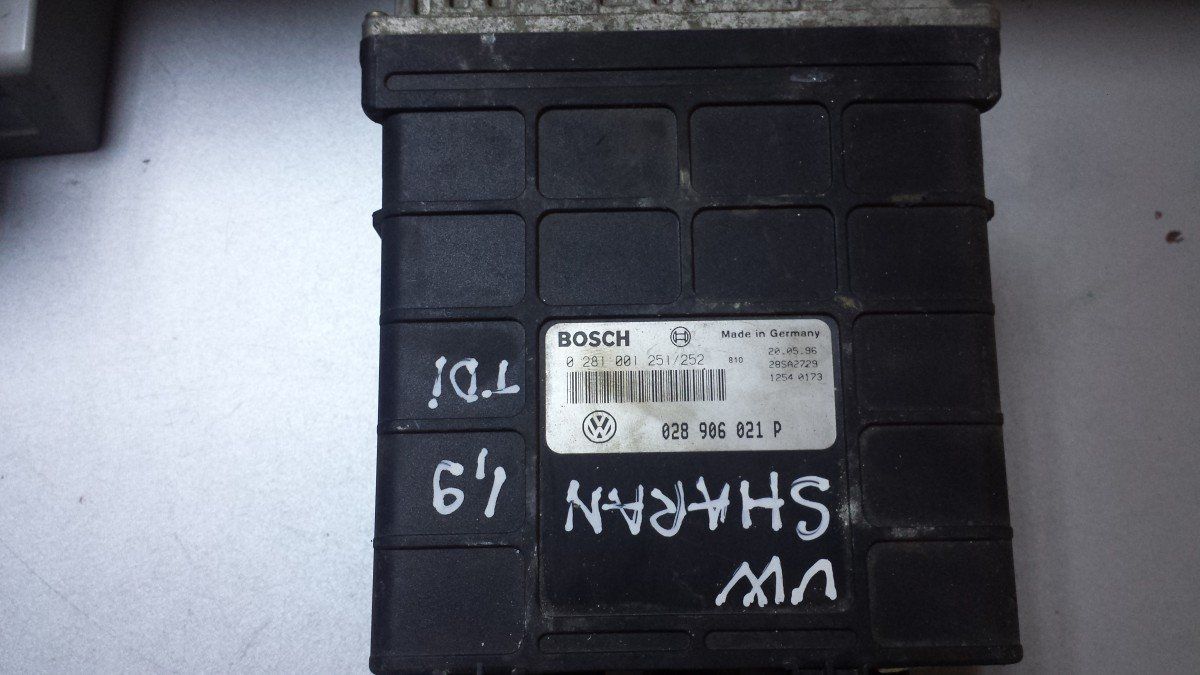 BOSCH Made in Germany
0 281 001 251/252 810 20.05.96
28SA2729
1254 0173
028 906 021 P
VW
SHARAN
1,9
TDi